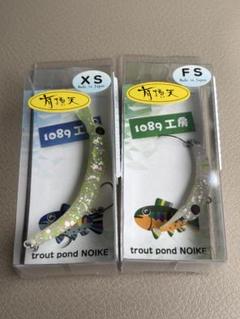 XS
Made in Japan
有頂天
1089工房
trout pond NOIKE
FS
Made in Japan
有頂天
1089工房
trout pond NOIKE